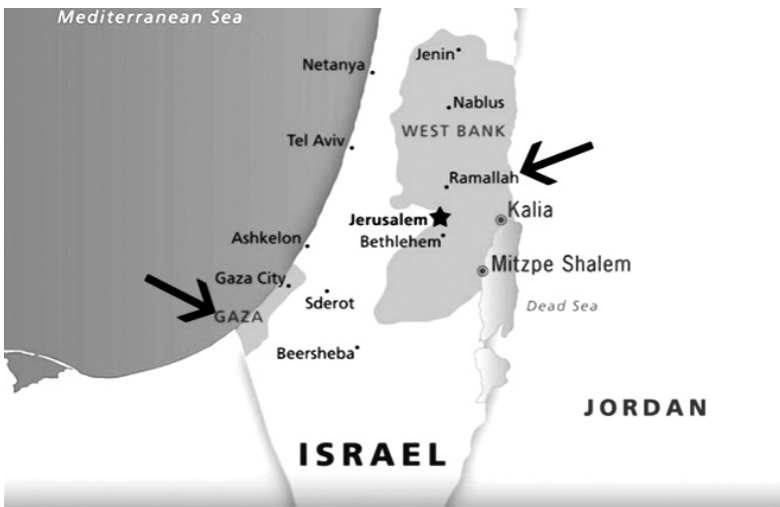 Mediterranean Sea
Jenin
Netanya
Nablus
WEST BANK
Tel Aviv
Ramallah
Kalia
Jerusalem
Ashkelon
Bethlehem
Mitzpe Shalem
Gaza City
Sderot
Dead Sea
GAZA
Beersheba
JORDAN
ISRAEL